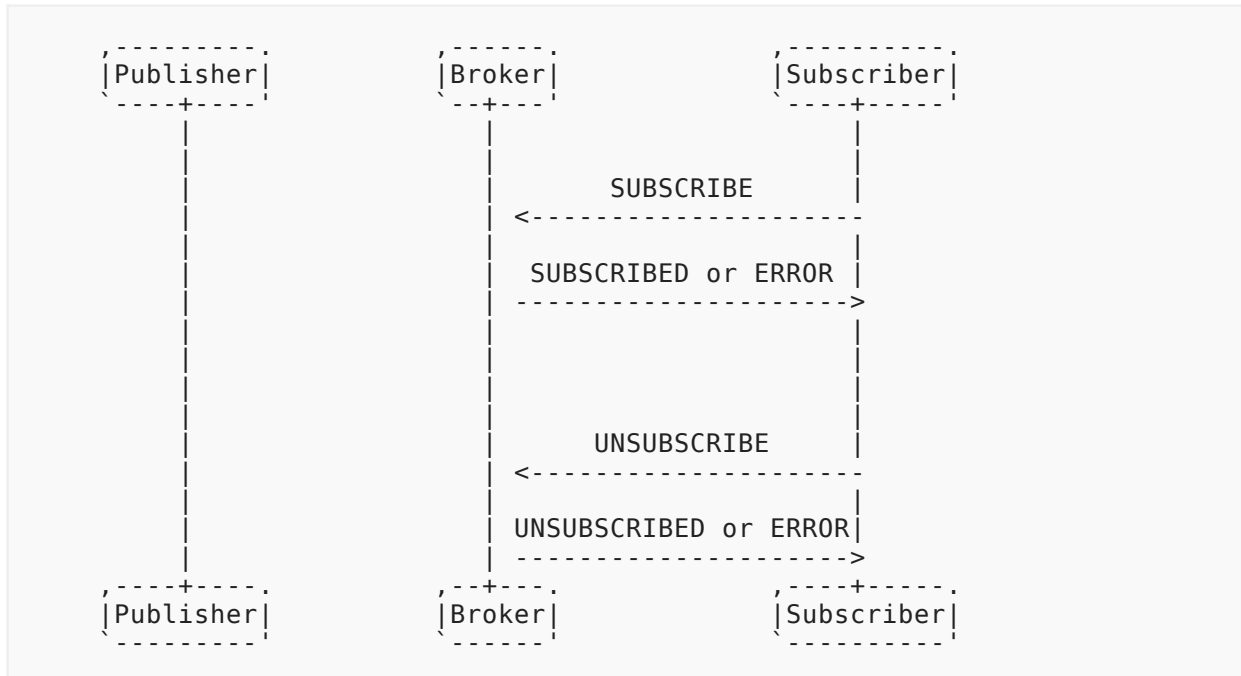 Publisher Broker Subscriber
SUBSCRIBE
SUBSCRIBED or ERROR
UNSUBSCRIBE
UNSUBSCRIBED or ERROR
Publisher Broker Subscriber